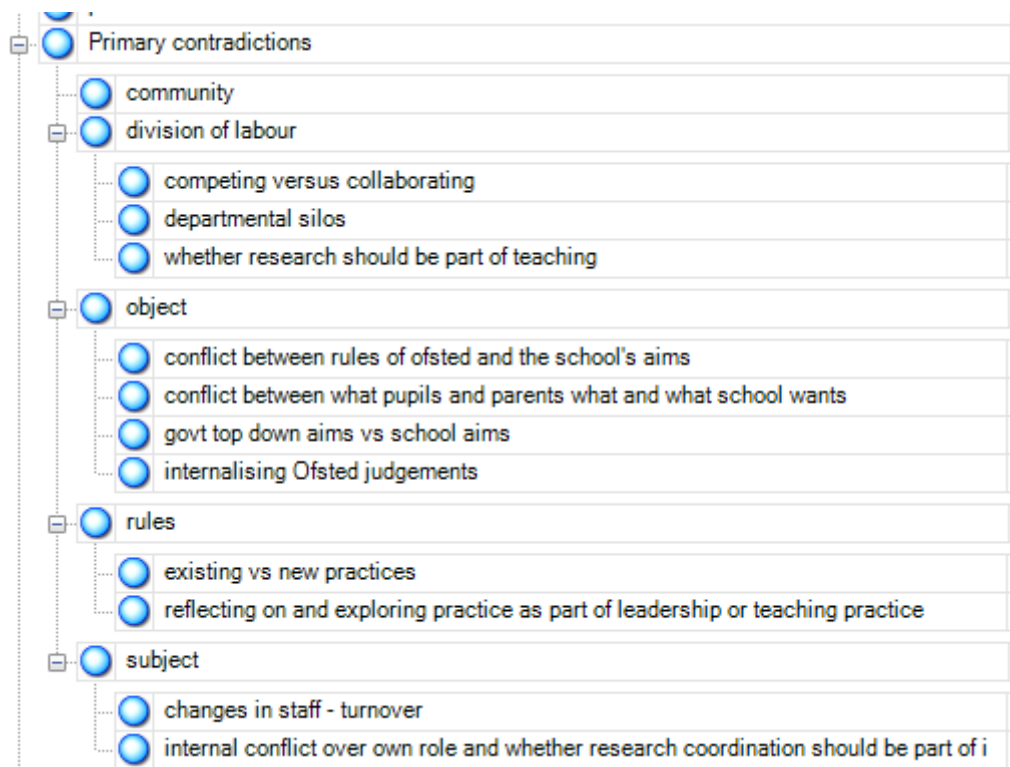 Primary contradictions
community
division of labour
competing versus collaborating
departmental silos
whether research should be part of teaching
object
conflict between rules of ofsted and the school's aims
conflict between what pupils and parents what and what school wants
govt top down aims vs school aims
internalising Ofsted judgements
rules
existing vs new practices
reflecting on and exploring practice as part of leadership or teaching practice
subject
changes in staff - turnover
internal conflict over own role and whether research coordination should be part of i